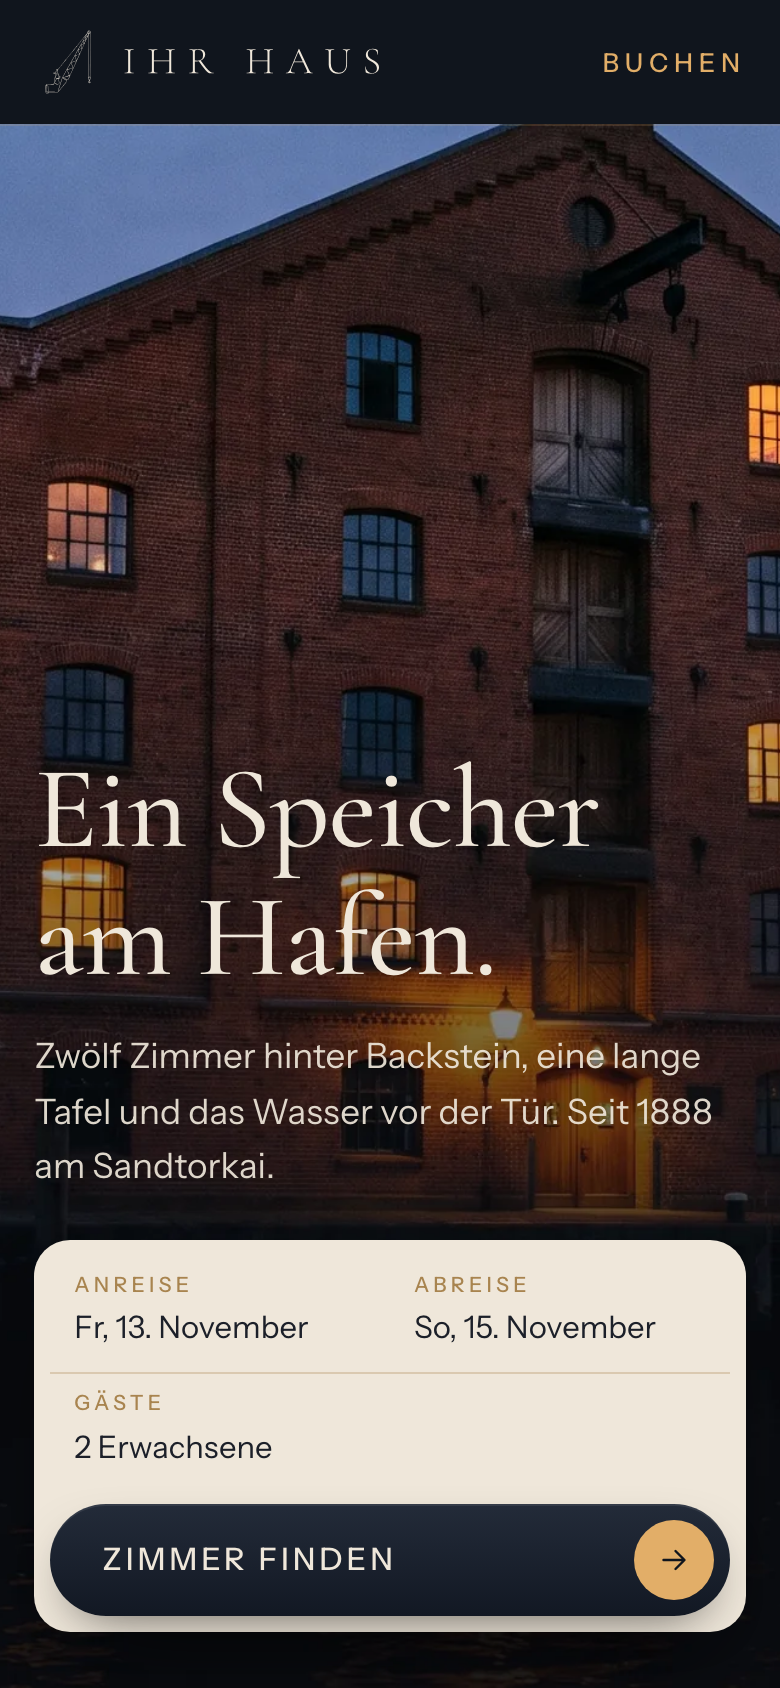 IHR HAUS
BUCHEN
Ein Speicher
am Hafen.
Zwölf Zimmer hinter Backstein, eine lange
Tafel und das Wasser vor der Tür. Seit 1888
am Sandtorkai.
ANREISE
ABREISE
Fr, 13. November
So, 15. November
GÄSTE
2 Erwachsene
ZIMMER FINDEN